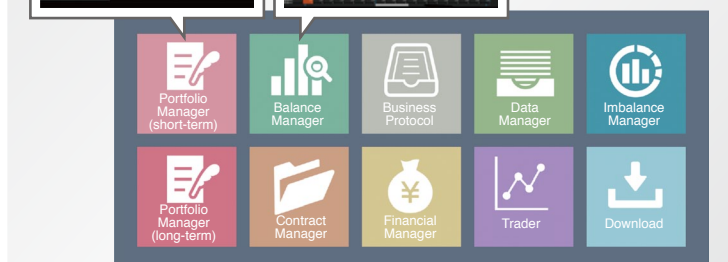 Portfolio
Manager
(short-term)
Balance
Manager
Business
Protocol
Data
Manager
Imbalance
Manager
Portfolio
Manager
(long-term)
Contract
Manager
¥
Financial
Manager
Trader
Download